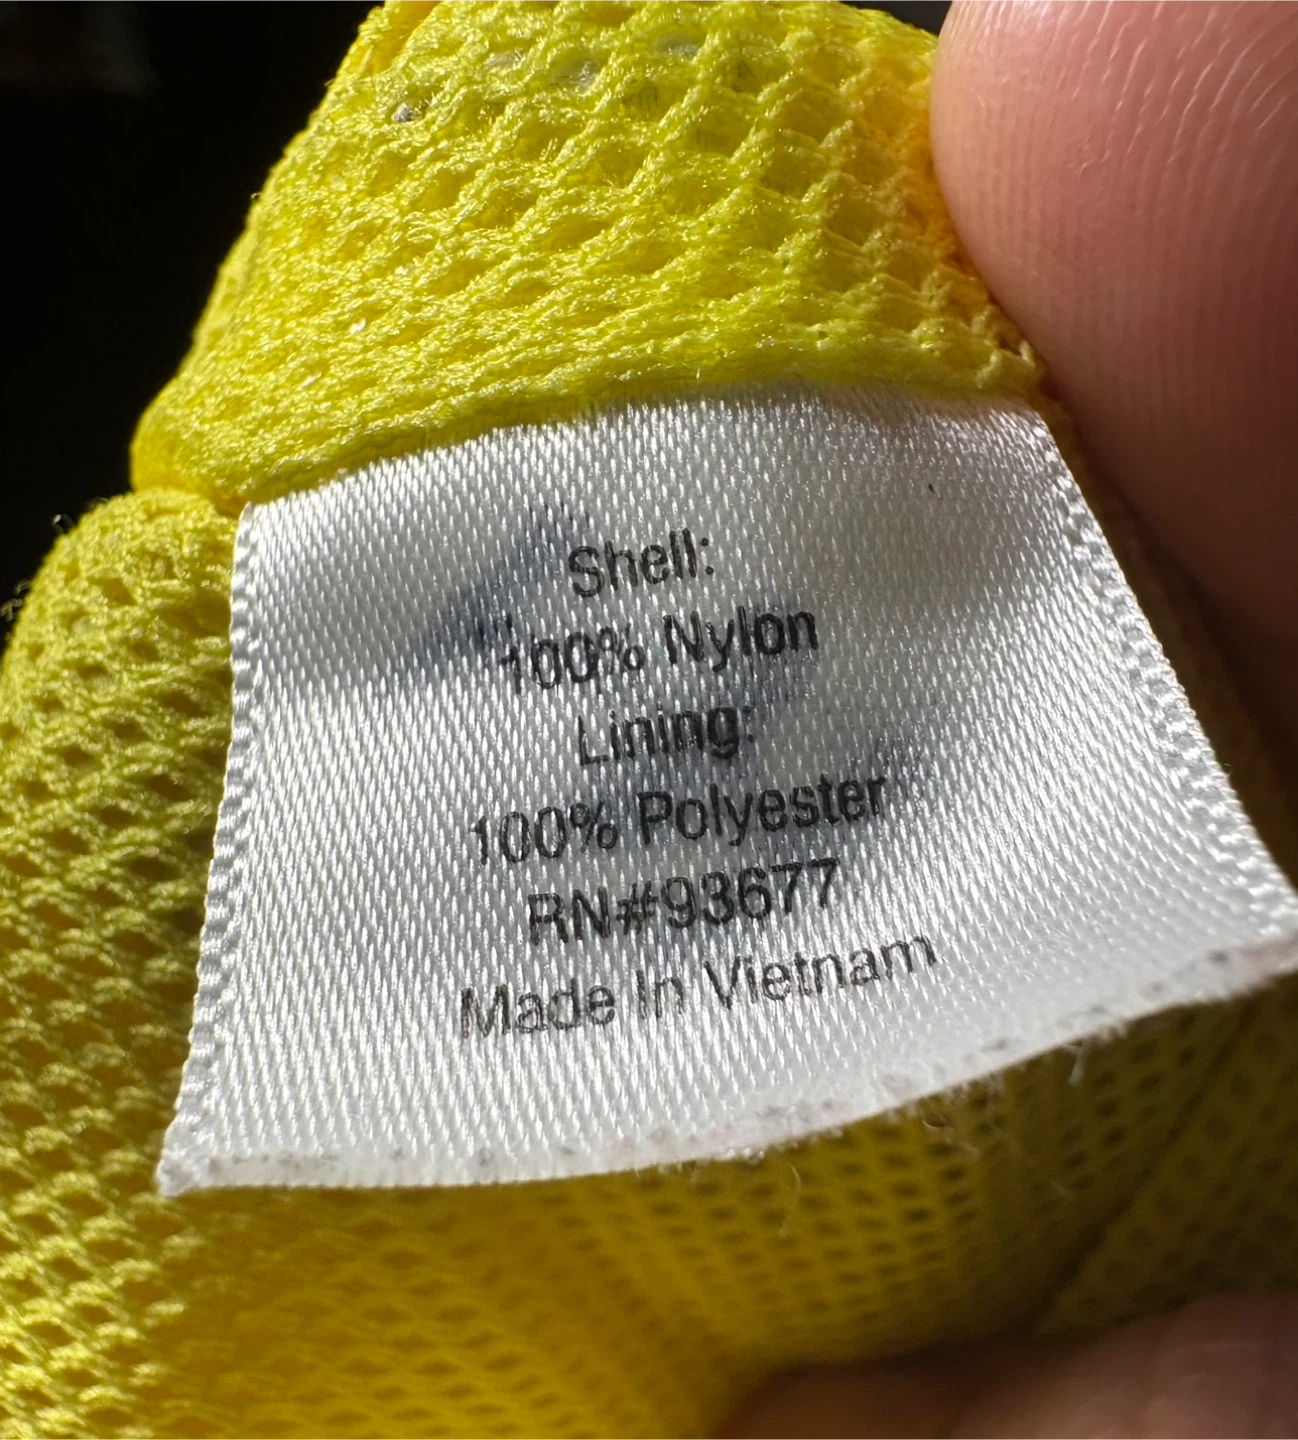 Shell:
100% Nylon
Lining:
100% Polyester
RN#93677
Made In Vietnam